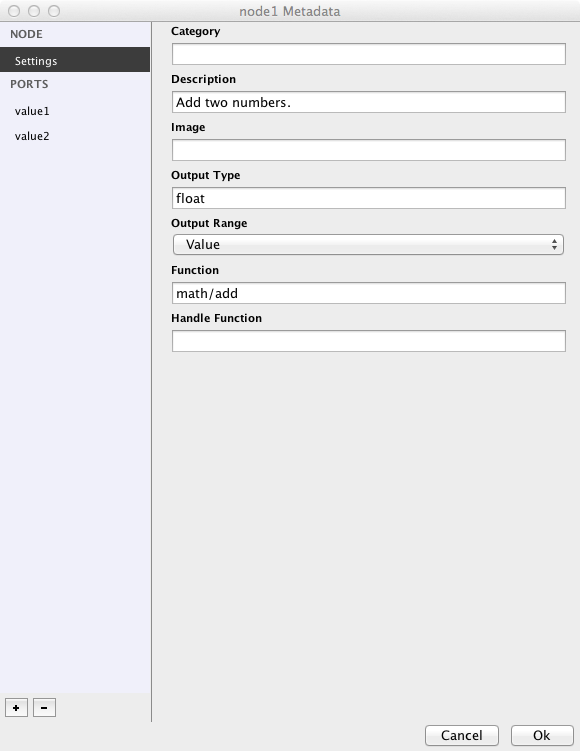 node1 Metadata
NODE
Settings
PORTS
value1
value2
Category
Description
Add two numbers.
Image
Output Type
float
Output Range
Value
Function
math/add
Handle Function
+ -
Cancel Ok